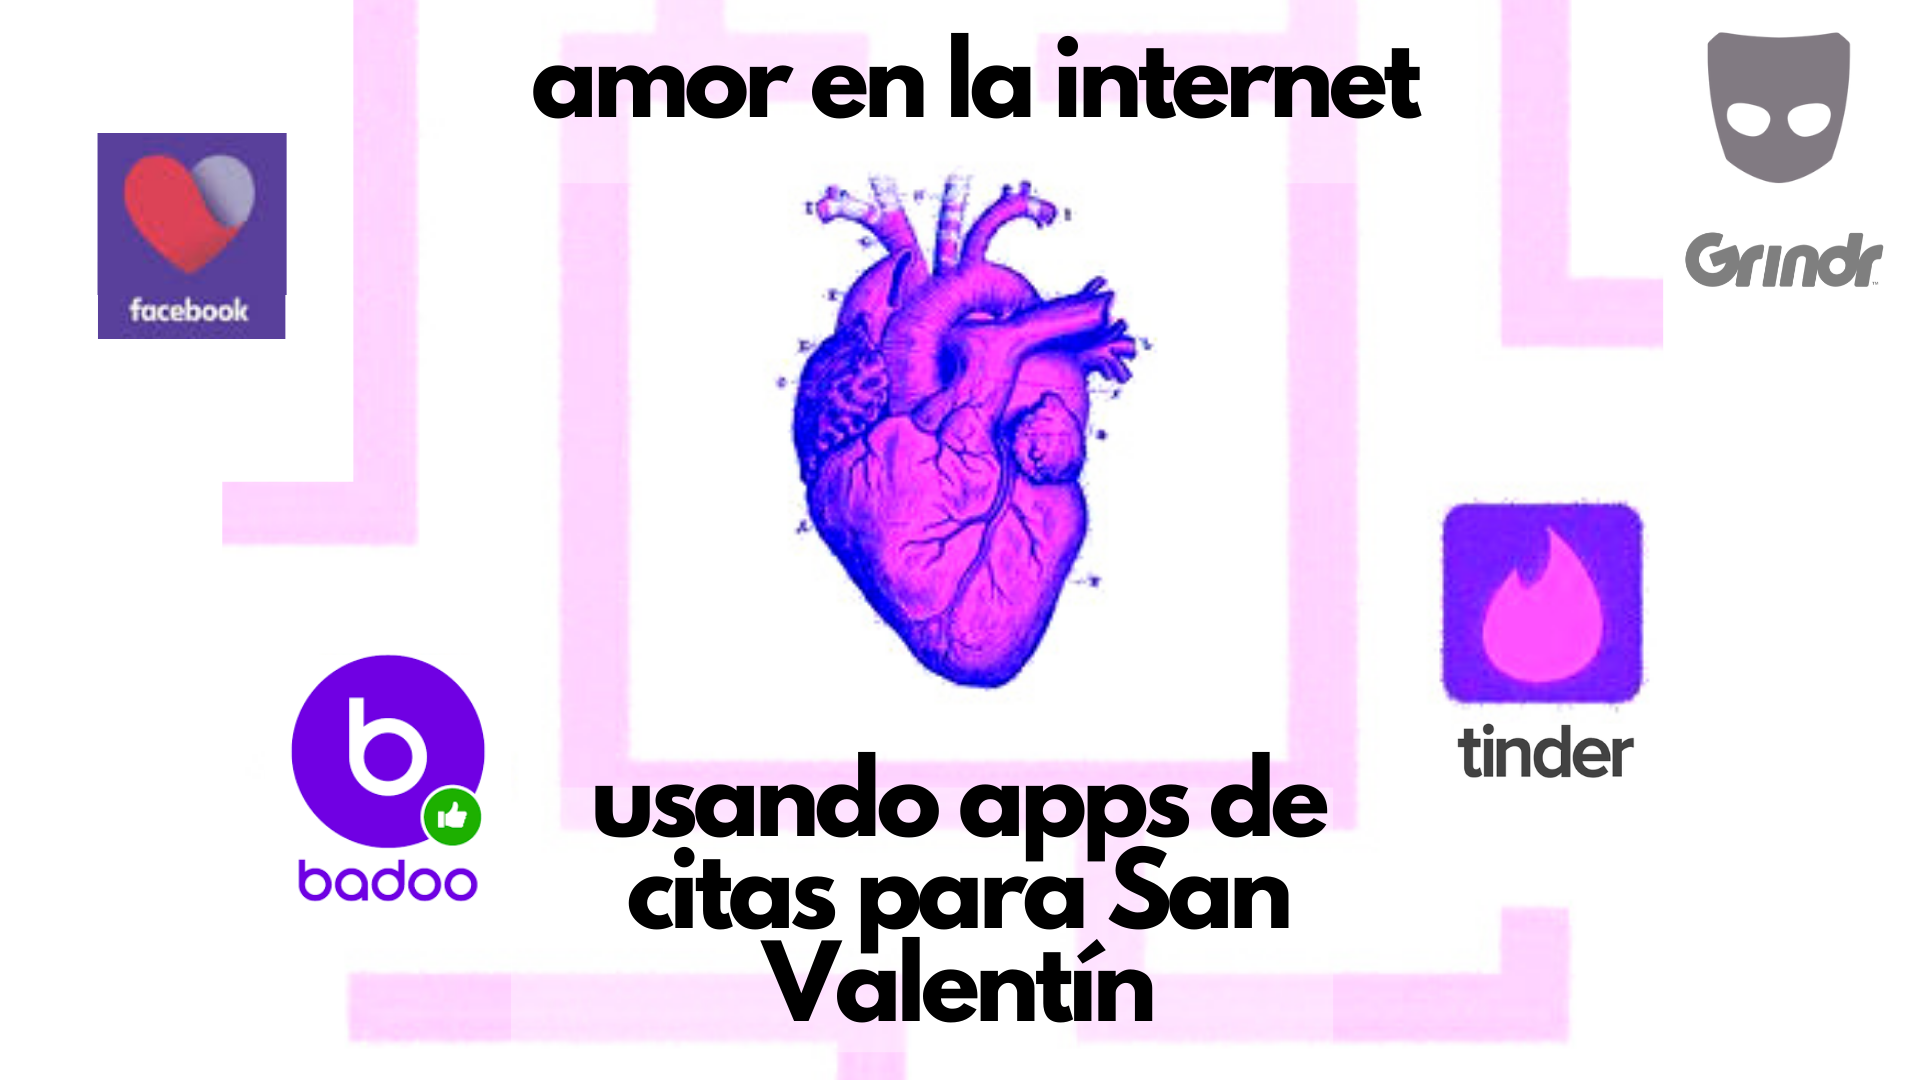 amor en la internet
facebook
Grindr
tinder
badoo
usando apps de
citas para San
Valentín